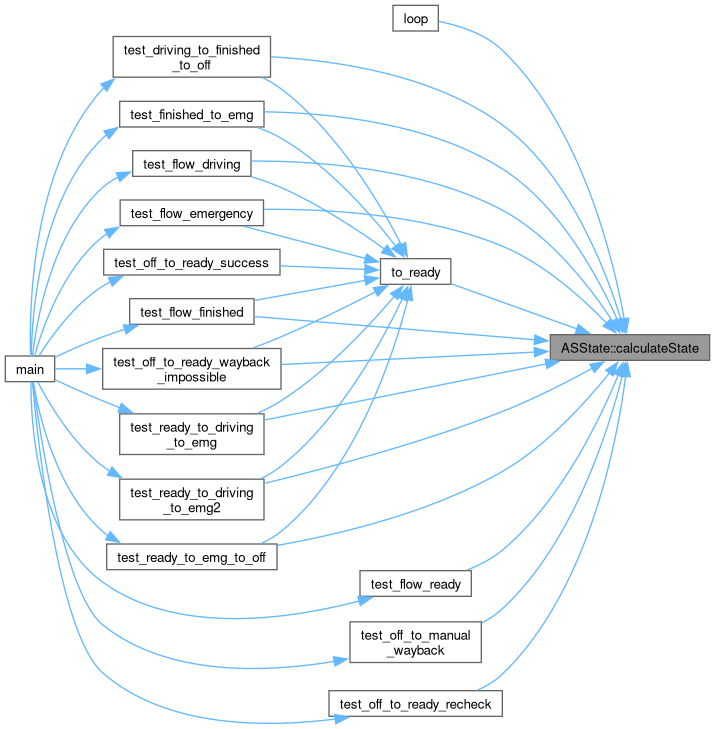 loop
test_driving_to_finished
_to_off
test_finished_to_emg
test_flow_driving
test_flow_emergency
test_off_to_ready_success
to_ready
test_flow_finished
ASState::calculateState
main
test_off_to_ready_wayback
_impossible
test_ready_to_driving
_to_emg
test_ready_to_driving
_to_emg2
test_ready_to_emg_to_off
test_flow_ready
test_off_to_manual
_wayback
test_off_to_ready_recheck